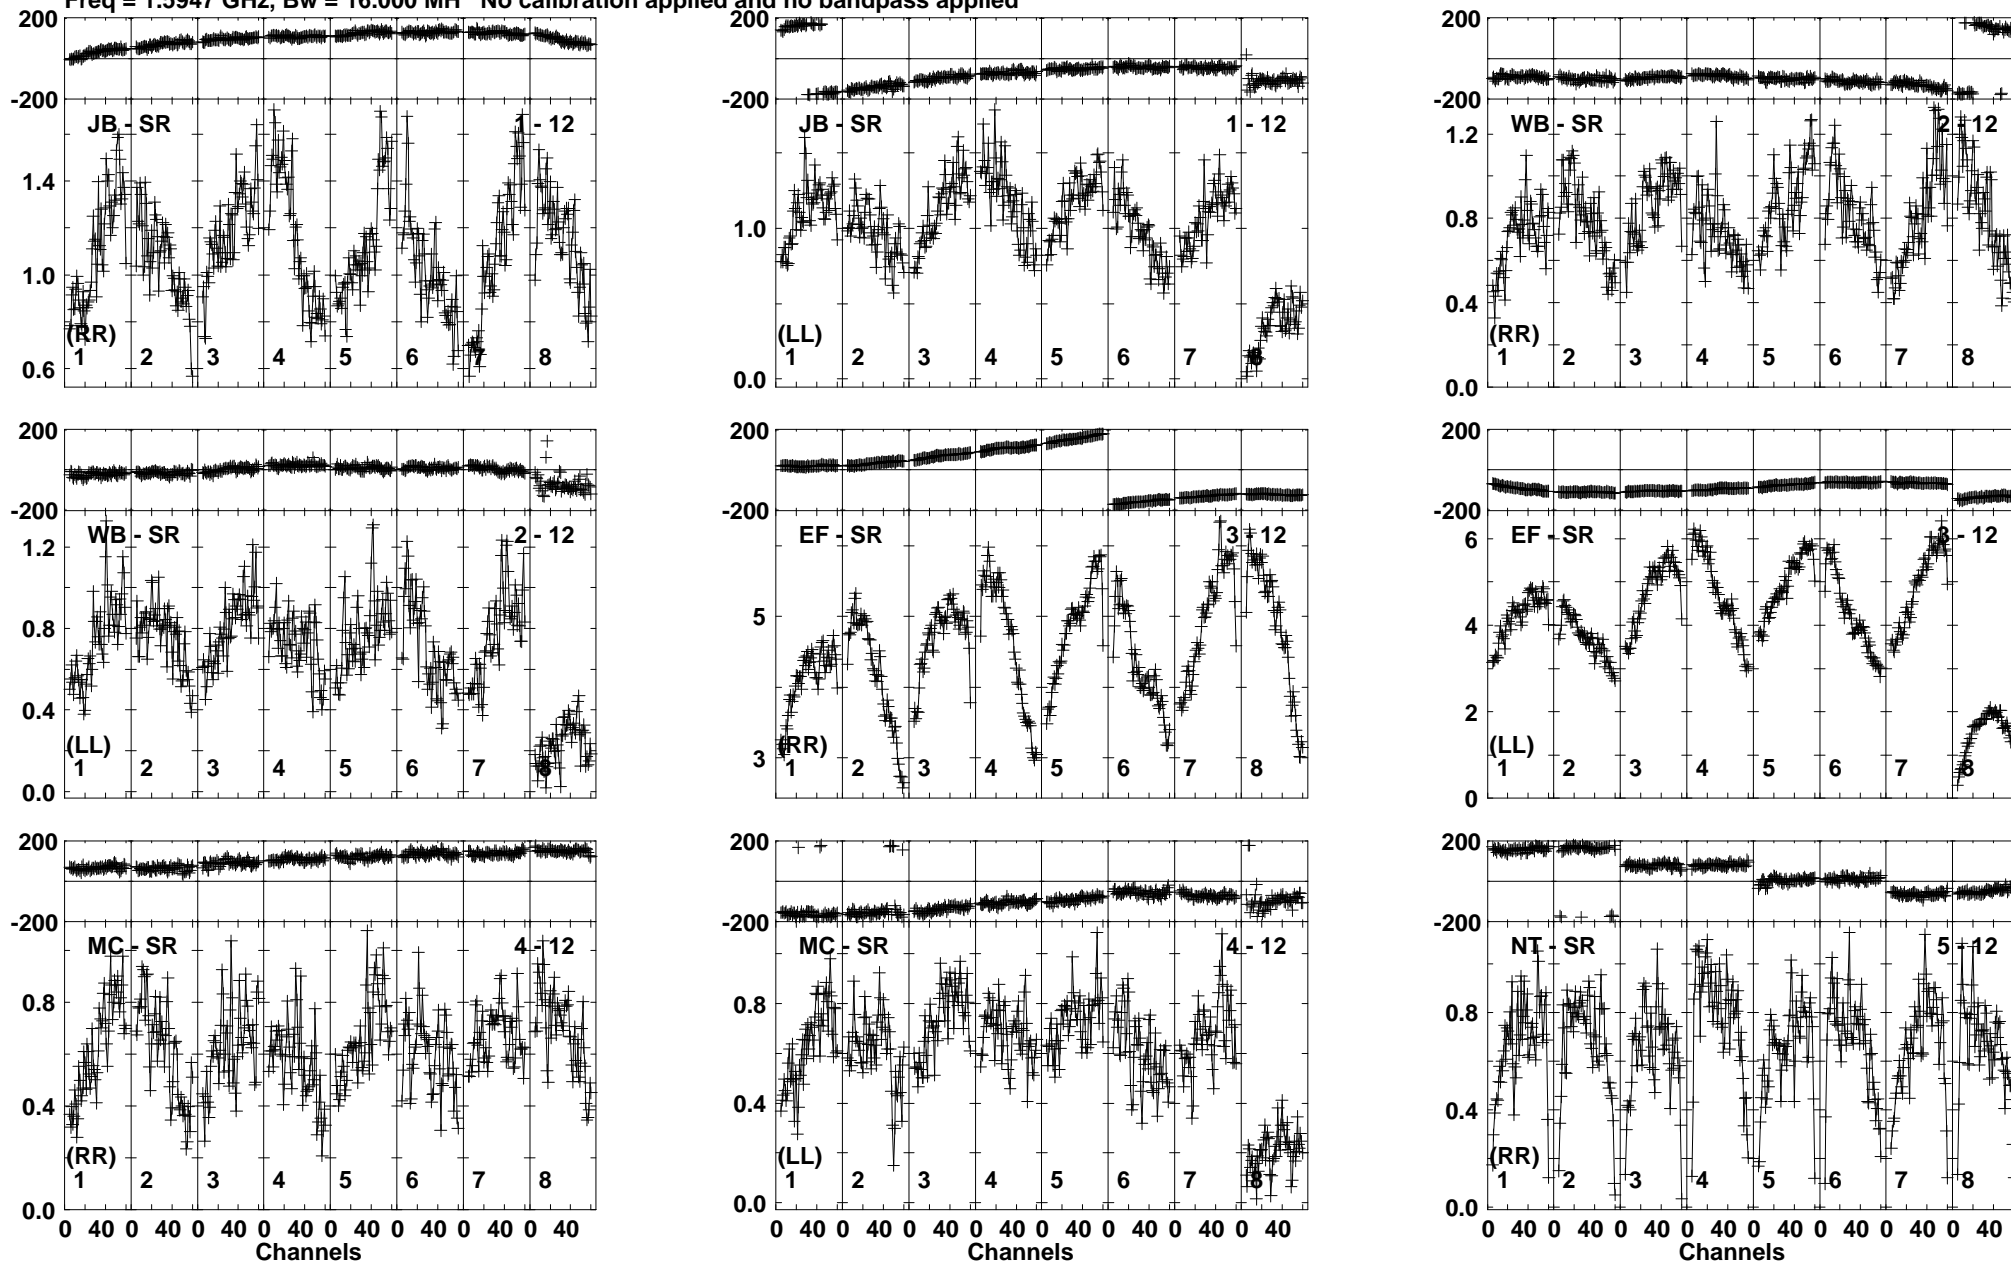 Freq = 1.5947 GHz, Bw = 16.000 MH No calibration applied and no bandpass applied
200
-200
JB - SR
1 - 12
1.4
1.0
0.6
(RR)
1 2 3 4 5 6 7 8
200
-200
JB - SR
1 - 12
1.0
0.0
(LL)
1 2 3 4 5 6 7 8
200
-200
WB - SR
2 - 12
1.2
0.8
0.4
0.0
(RR)
1 2 3 4 5 6 7 8
200
-200
WB - SR
2 - 12
1.2
0.8
0.4
0.0
(LL)
1 2 3 4 5 6 7 8
200
-200
EF - SR
3 - 12
5
3
(RR)
1 2 3 4 5 6 7 8
200
-200
EF - SR
3 - 12
6
4
2
0
(LL)
1 2 3 4 5 6 7 8
200
-200
MC - SR
4 - 12
0.8
0.4
0.0
(RR)
1 2 3 4 5 6 7 8
0 40 0 40 0 40 0 40 0 40 0 40 0 40 0 40
Channels
200
-200
MC - SR
4 - 12
0.8
0.4
0.0
(LL)
1 2 3 4 5 6 7 8
0 40 0 40 0 40 0 40 0 40 0 40 0 40 0 40
Channels
200
-200
NT - SR
5 - 12
0.8
0.4
0.0
(RR)
1 2 3 4 5 6 7 8
0 40 0 40 0 40 0 40 0 40 0 40 0 40 0 40
Channels